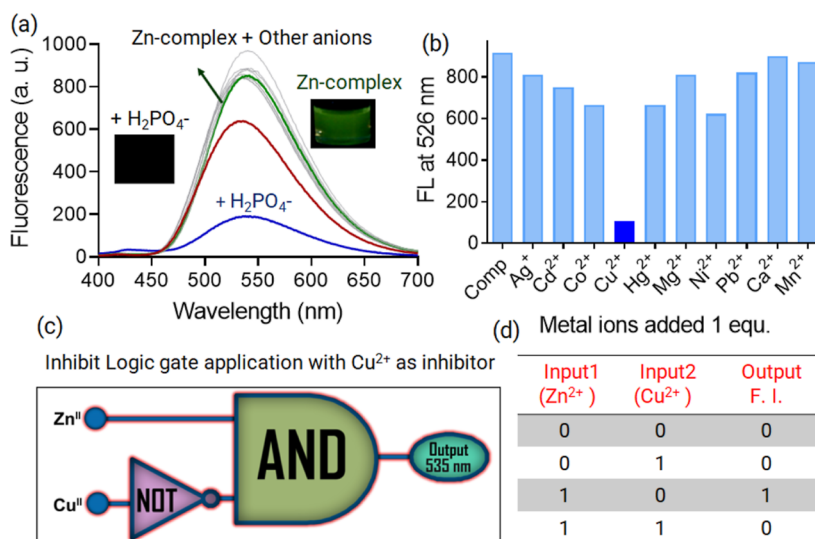 (a)
Zn-complex + Other anions
Zn-complex
+ H₂PO₄-
+ H₂PO₄-
Fluorescence (a. u.)
1000
800
600
400
200
0
400 450 500 550 600 650 700
Wavelength (nm)
(b)
FL at 526 nm
800
600
400
200
0
Comp Ag⁺ Cd²⁺ Co²⁺ Cu²⁺ Hg²⁺ Mg²⁺ Ni²⁺ Pb²⁺ Ca²⁺ Mn²⁺
Metal ions added 1 equ.
(c)
Inhibit Logic gate application with Cu²⁺ as inhibitor
Znᴵᴵ
Cuᴵᴵ
NOT
AND
Output
535 nm
(d)
Input1 Input2 Output
(Zn²⁺ ) (Cu²⁺ ) F. I.
0 0 0
0 1 0
1 0 1
1 1 0